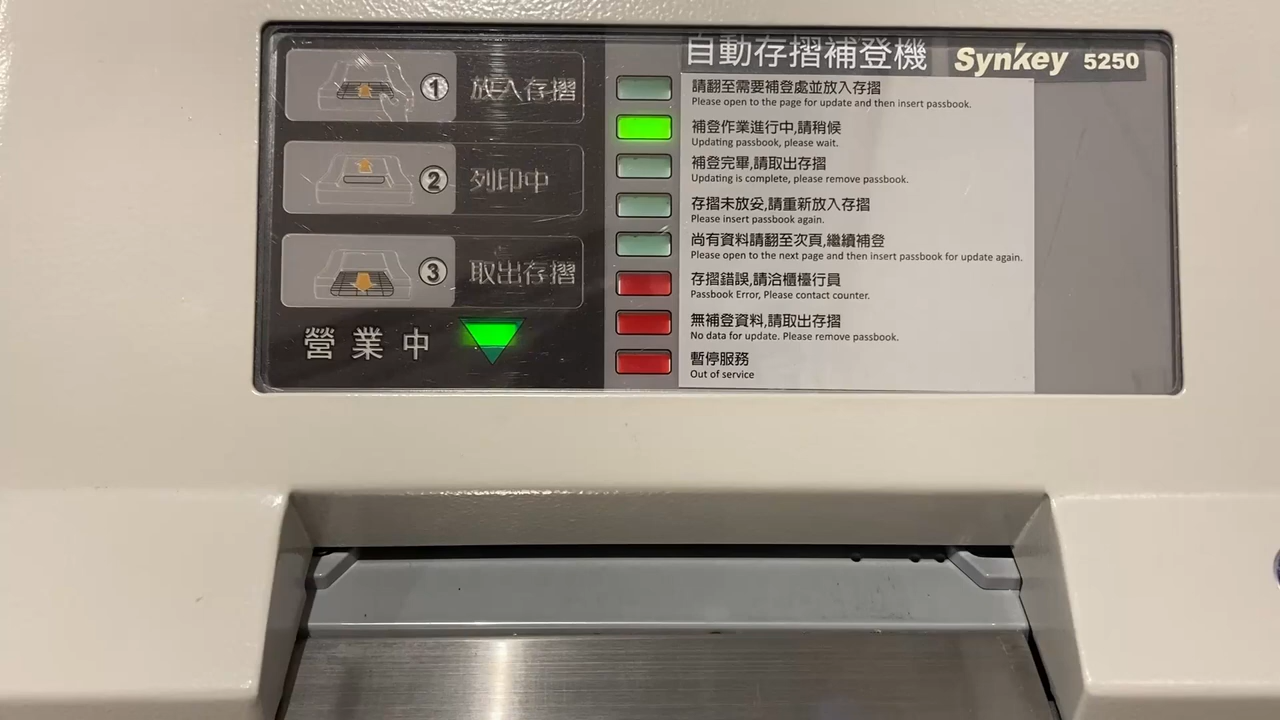 自動存摺補登機 Synkey 5250
① 放入存摺
② 列印中
③ 取出存摺
營業中
請翻至需要補登處並放入存摺
Please open to the page for update and then insert passbook.
補登作業進行中,請稍候
Updating passbook, please wait.
補登完畢,請取出存摺
Updating is complete, please remove passbook.
存摺未放妥,請重新放入存摺
Please insert passbook again.
尚有資料請翻至次頁,繼續補登
Please open to the next page and then insert passbook for update again.
存摺錯誤,請洽櫃檯行員
Passbook Error, Please contact counter.
無補登資料,請取出存摺
No data for update. Please remove passbook.
暫停服務
Out of service